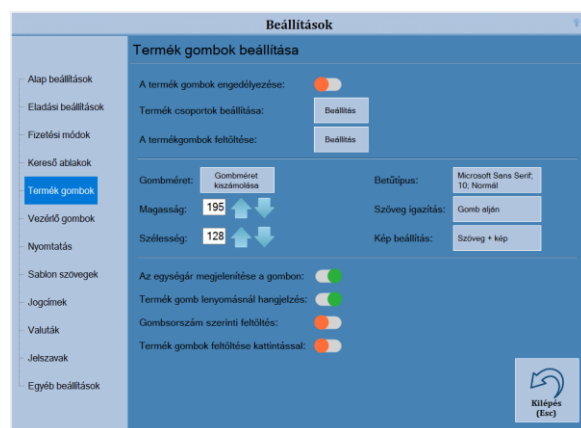 Beállítások
?
Termék gombok beállítása
Alap beállítások
Eladási beállítások
Fizetési módok
Kereső ablakok
Termék gombok
Vezérlő gombok
Nyomtatás
Sablon szövegek
Jogcímek
Valuták
Jelszavak
Egyéb beállítások
A termék gombok engedélyezése:
Termék csoportok beállítása:
Beállítás
A termékgombok feltöltése:
Beállítás
Gombméret:
Gombméret
kiszámolása
Betűtípus:
Microsoft Sans Serif;
10; Normál
Magasság:
195
Szöveg igazítás:
Gomb alján
Szélesség:
128
Kép beállítás:
Szöveg + kép
Az egységár megjelenítése a gombon:
Termék gomb lenyomásnál hangjelzés:
Gombsorszám szerinti feltöltés:
Termék gombok feltöltése kattintással:
Kilépés
(Esc)